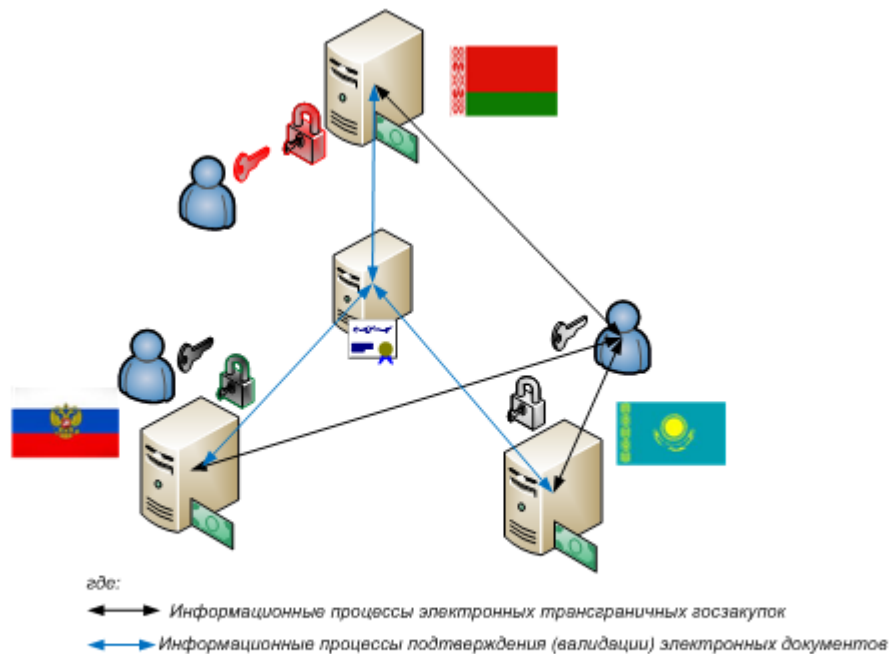 где:
Информационные процессы электронных трансграничных госзакупок
Информационные процессы подтверждения (валидации) электронных документов